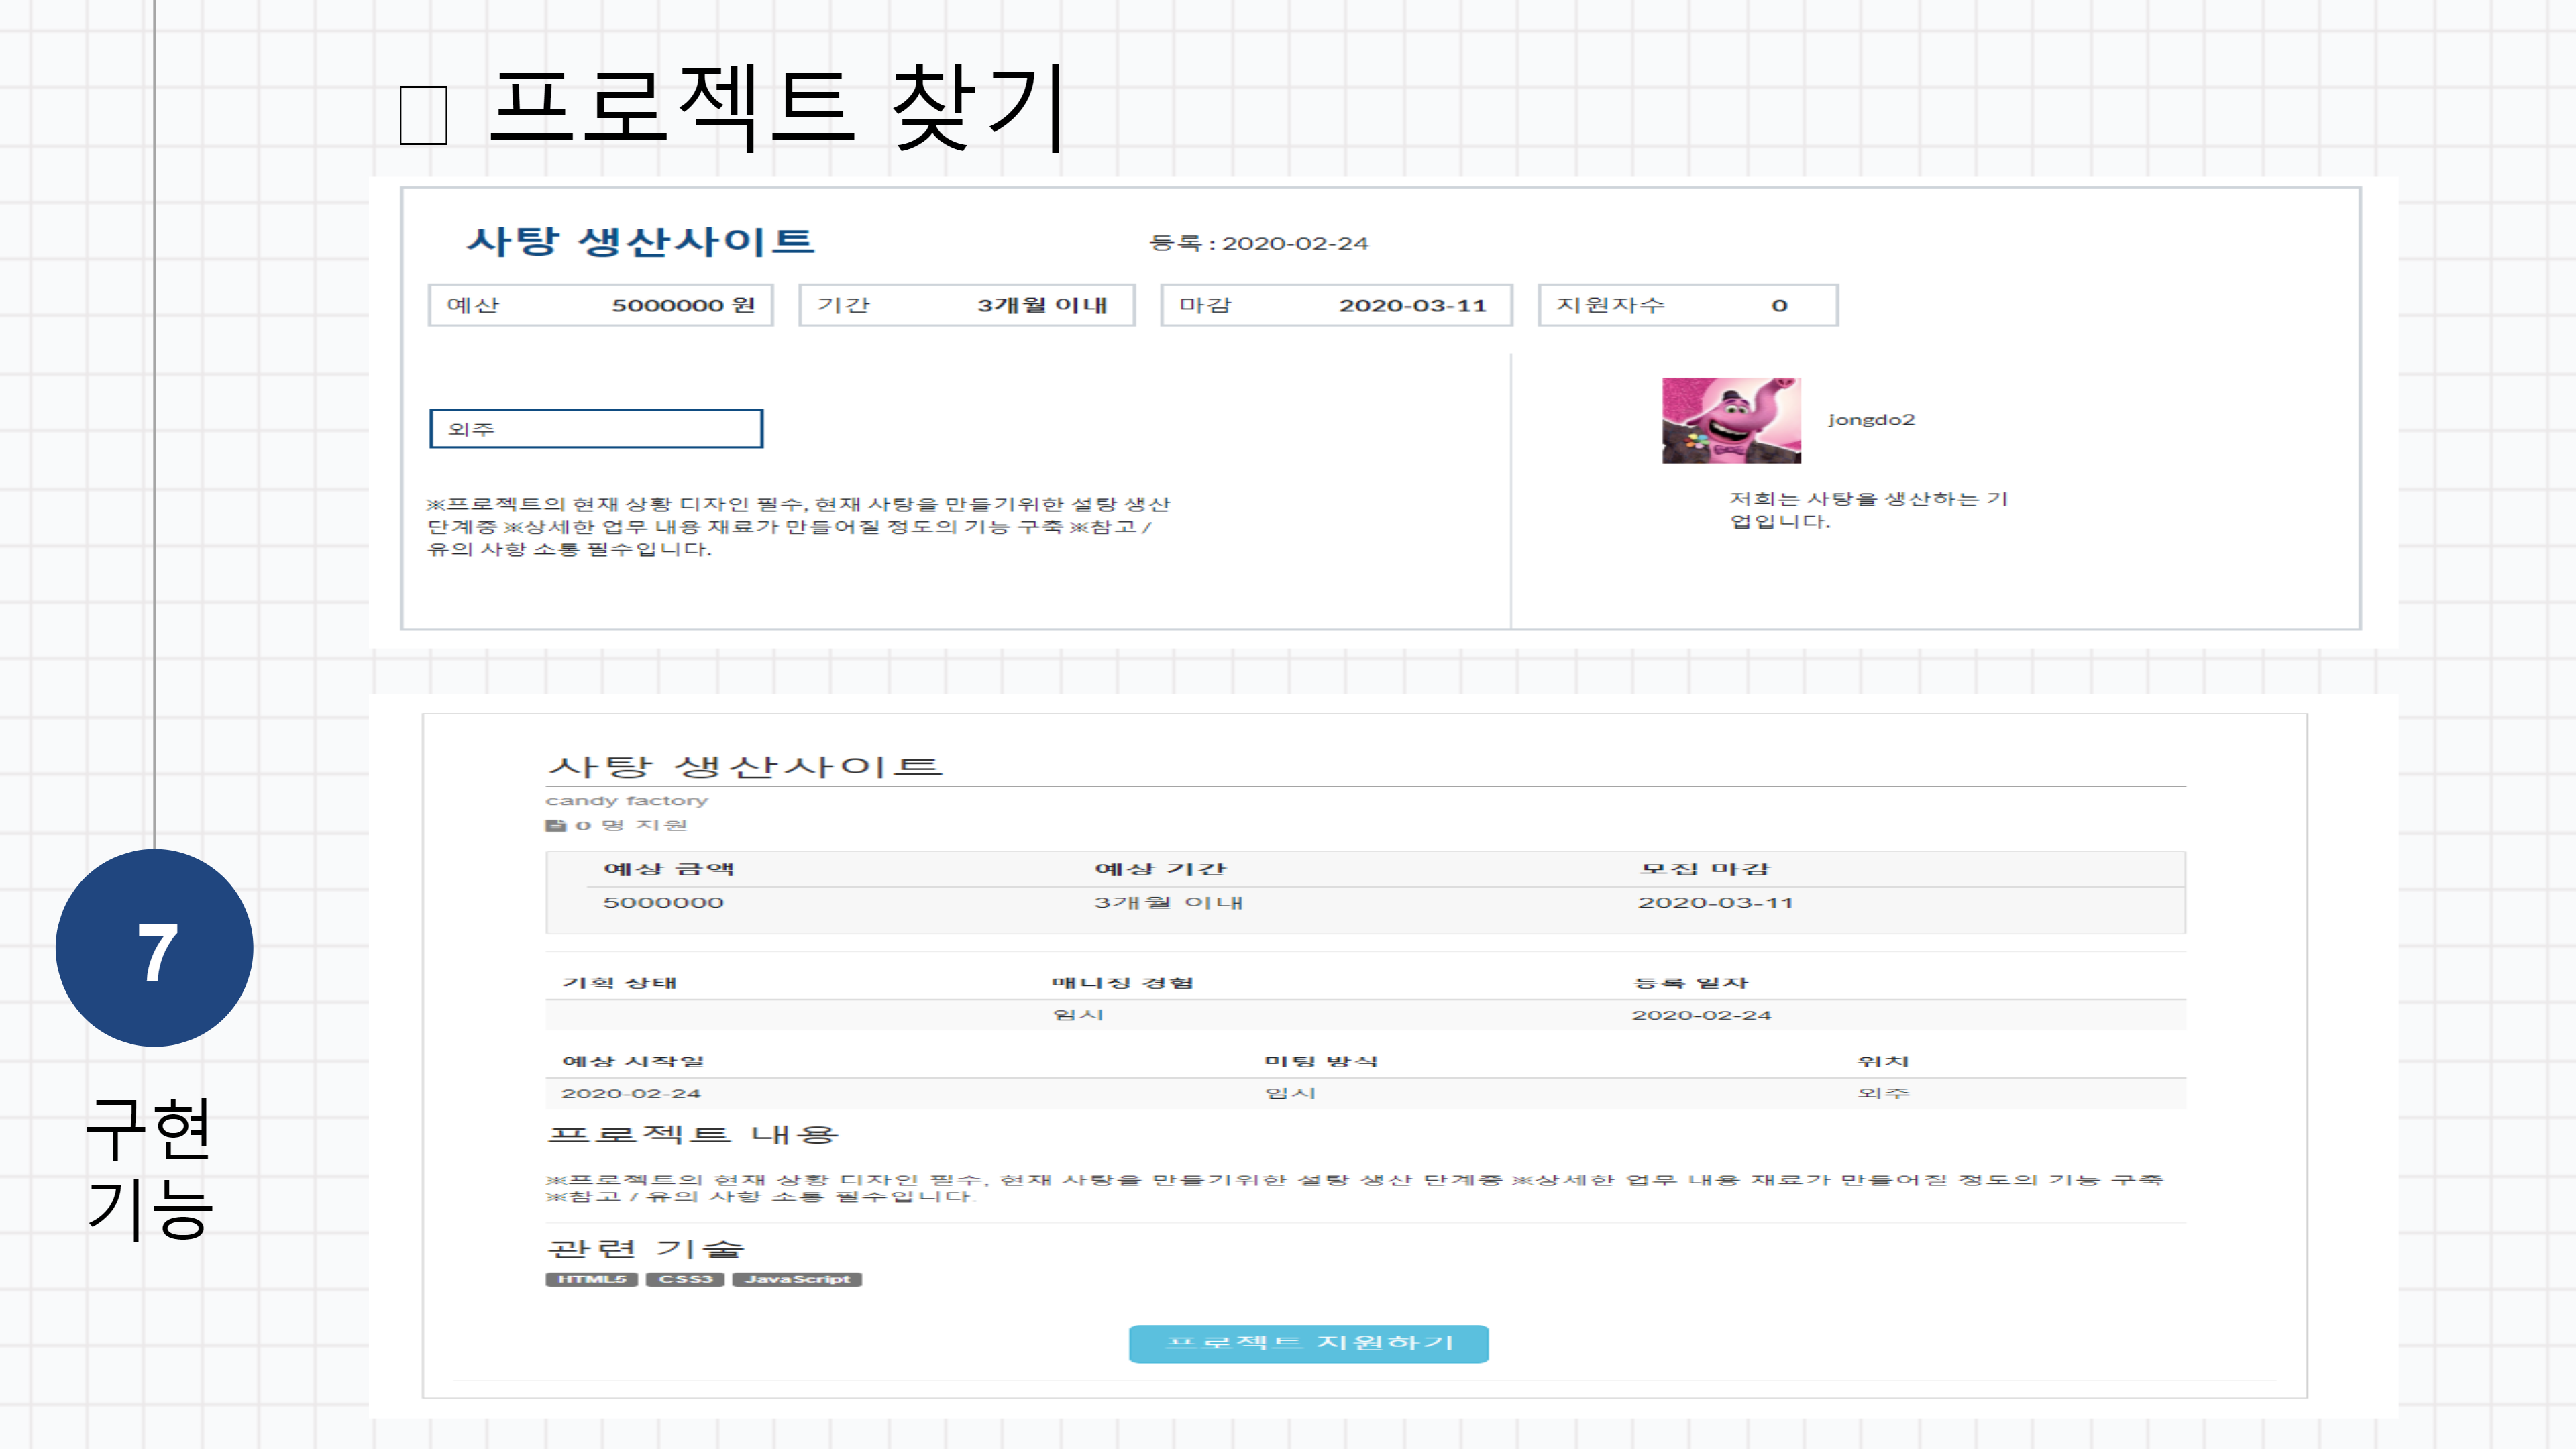 프로젝트 찾기
사탕 생산사이트
등록 : 2020-02-24
예산 5000000 원
기간 3개월 이내
마감 2020-03-11
지원자수 0
외주
※프로젝트의 현재 상황 디자인 필수, 현재 사탕을 만들기위한 설탕 생산
단계중 ※상세한 업무 내용 재료가 만들어질 정도의 기능 구축 ※참고 /
유의 사항 소통 필수입니다.
jongdo2
저희는 사탕을 생산하는 기
업입니다.
사탕 생산사이트
candy factory
0 명 지원
예상 금액 예상 기간 모집 마감
5000000 3개월 이내 2020-03-11
기획 상태 매니징 경험 등록 일자
임시 2020-02-24
예상 시작일 미팅 방식 위치
2020-02-24 임시 외주
프로젝트 내용
※프로젝트의 현재 상황 디자인 필수, 현재 사탕을 만들기위한 설탕 생산 단계중 ※상세한 업무 내용 재료가 만들어질 정도의 기능 구축
※참고 / 유의 사항 소통 필수입니다.
관련 기술
HTML5 CSS3 JavaScript
프로젝트 지원하기
7
구현
기능